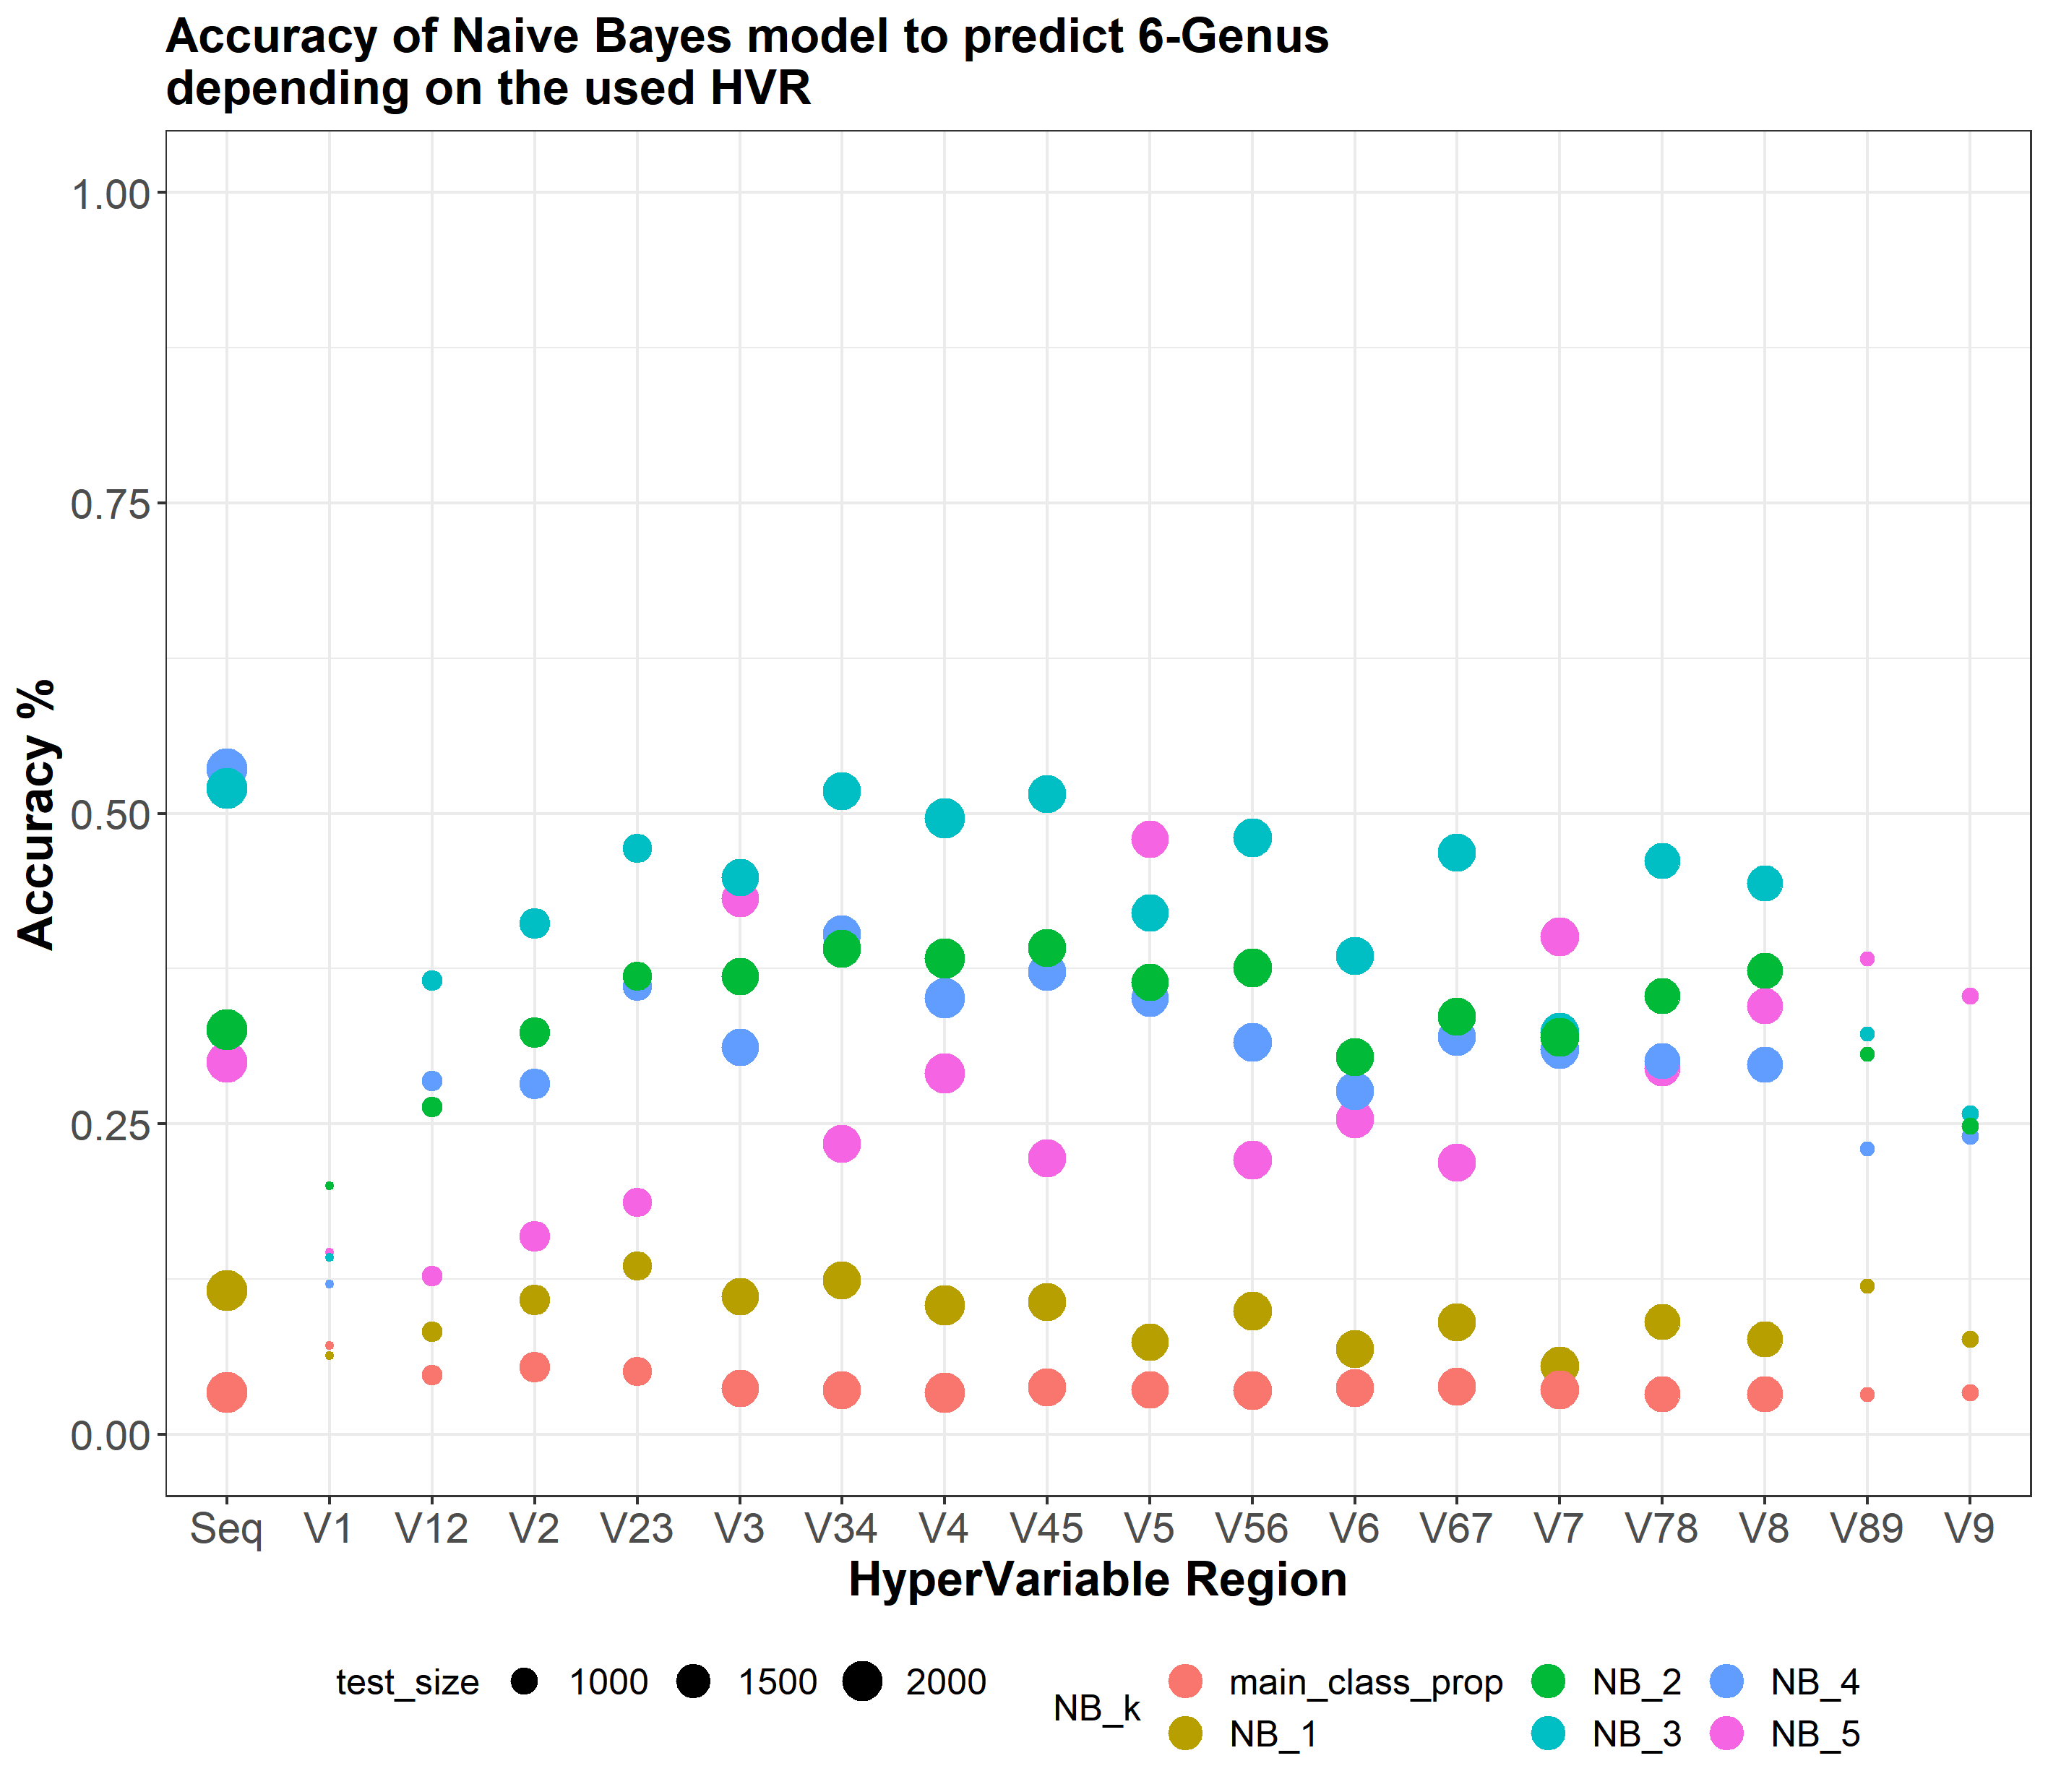 Accuracy of Naive Bayes model to predict 6-Genus
depending on the used HVR
Accuracy %
1.00
0.75
0.50
0.25
0.00
Seq V1 V12 V2 V23 V3 V34 V4 V45 V5 V56 V6 V67 V7 V78 V8 V89 V9
HyperVariable Region
test_size 1000 1500 2000
NB_k
main_class_prop NB_2 NB_4
NB_1 NB_3 NB_5